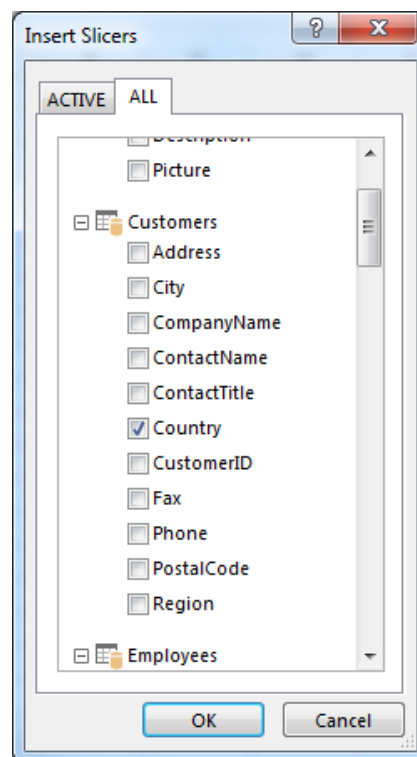 Insert Slicers
ACTIVE ALL
Description
Picture
Customers
Address
City
CompanyName
ContactName
ContactTitle
Country
CustomerID
Fax
Phone
PostalCode
Region
Employees
OK Cancel